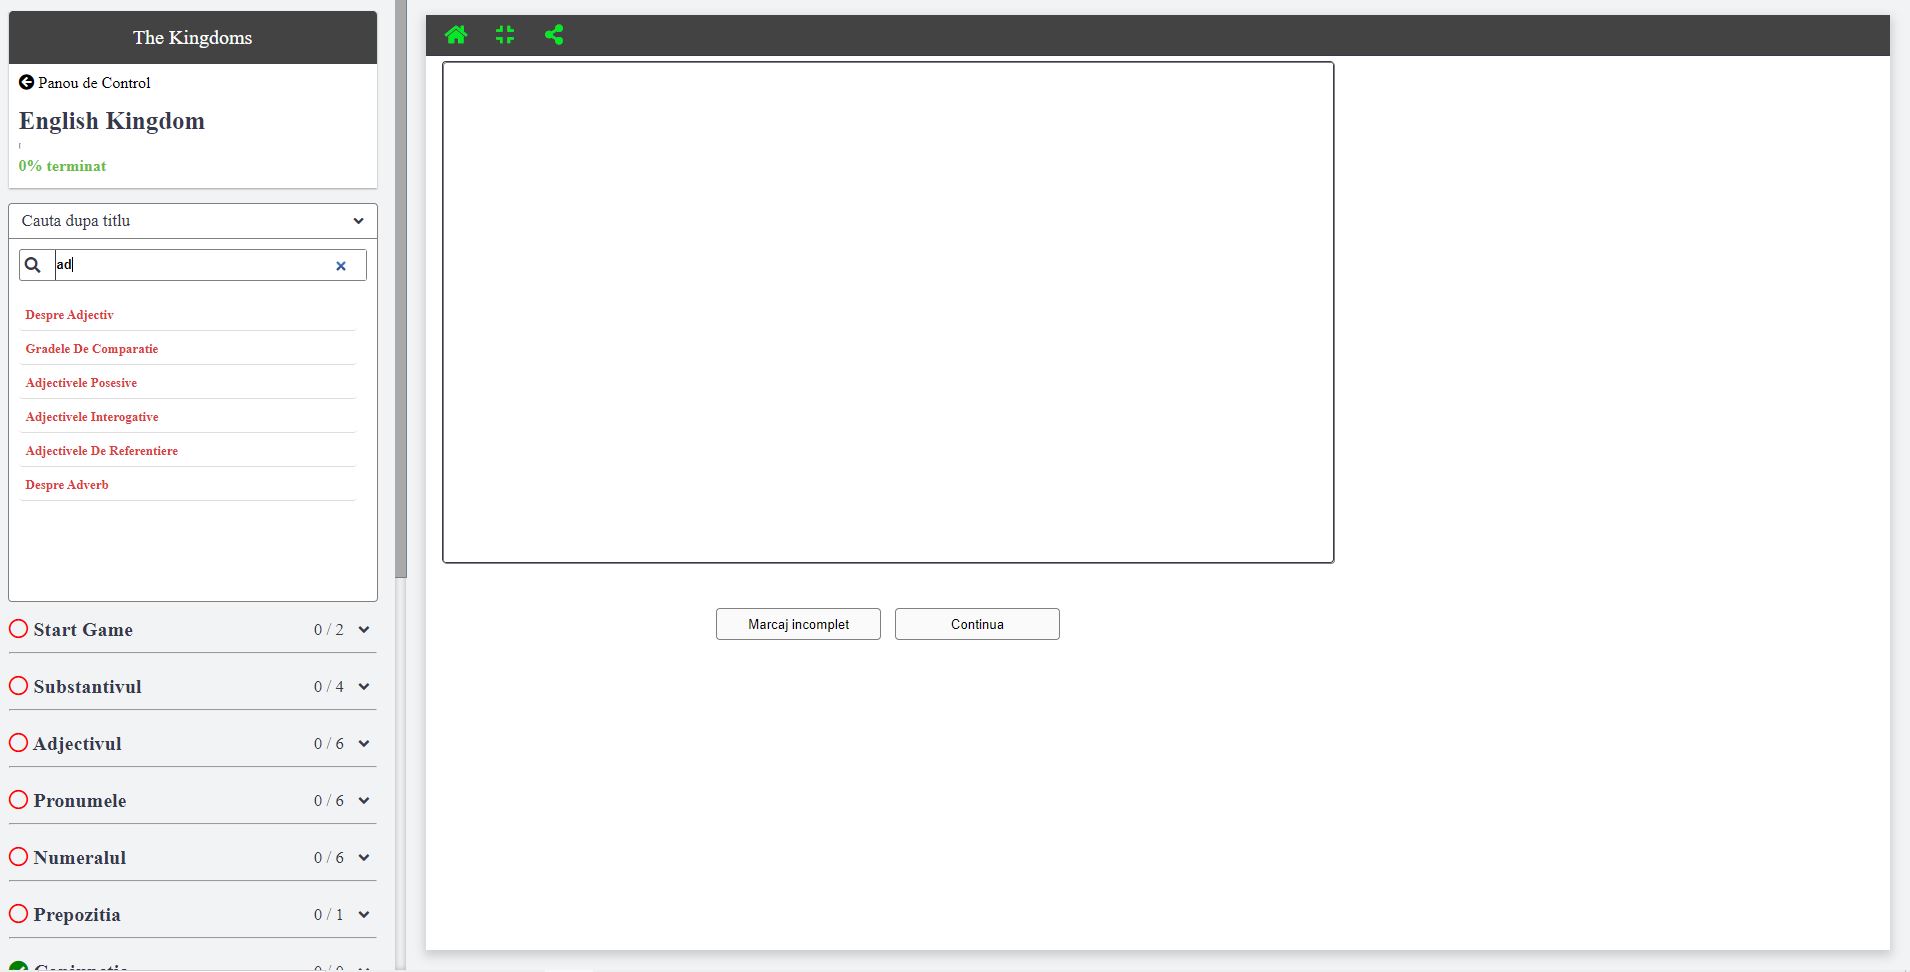 The Kingdoms
Panou de Control
English Kingdom
0% terminat
Cauta dupa titlu
ad
Despre Adjectiv
Gradele De Comparatie
Adjectivele Posesive
Adjectivele Interogative
Adjectivele De Referentiere
Despre Adverb
Start Game 0 / 2
Substantivul 0 / 4
Adjectivul 0 / 6
Pronumele 0 / 6
Numeralul 0 / 6
Prepozitia 0 / 1
Marcaj incomplet
Continua